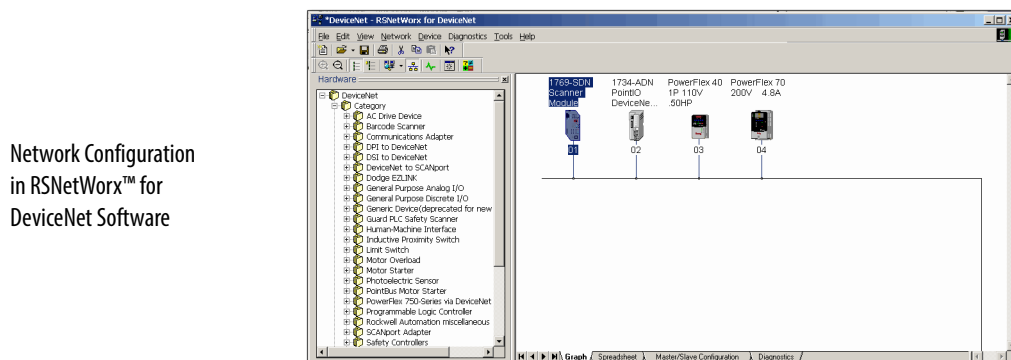 Network Configuration
in RSNetWorx™ for
DeviceNet Software
*DeviceNet - RSNetWorx for DeviceNet
File Edit View Network Device Diagnostics Tools Help
Hardware
DeviceNet
Category
AC Drive Device
Barcode Scanner
Communications Adapter
DPI to DeviceNet
DSI to DeviceNet
DeviceNet to SCANport
Dodge EZLINK
General Purpose Analog I/O
General Purpose Discrete I/O
Generic Device(deprecated for new
Guard PLC Safety Scanner
Human-Machine Interface
Inductive Proximity Switch
Limit Switch
Motor Overload
Motor Starter
Photoelectric Sensor
PointBus Motor Starter
PowerFlex 750-Series via DeviceNet
Programmable Logic Controller
Rockwell Automation miscellaneous
SCANport Adapter
Safety Controllers
1769-SDN
Scanner
Module
01
1734-ADN
PointIO
DeviceNe...
02
PowerFlex 40
1P 110V
.50HP
03
PowerFlex 70
200V 4.8A
04
Graph Spreadsheet Master/Slave Configuration Diagnostics